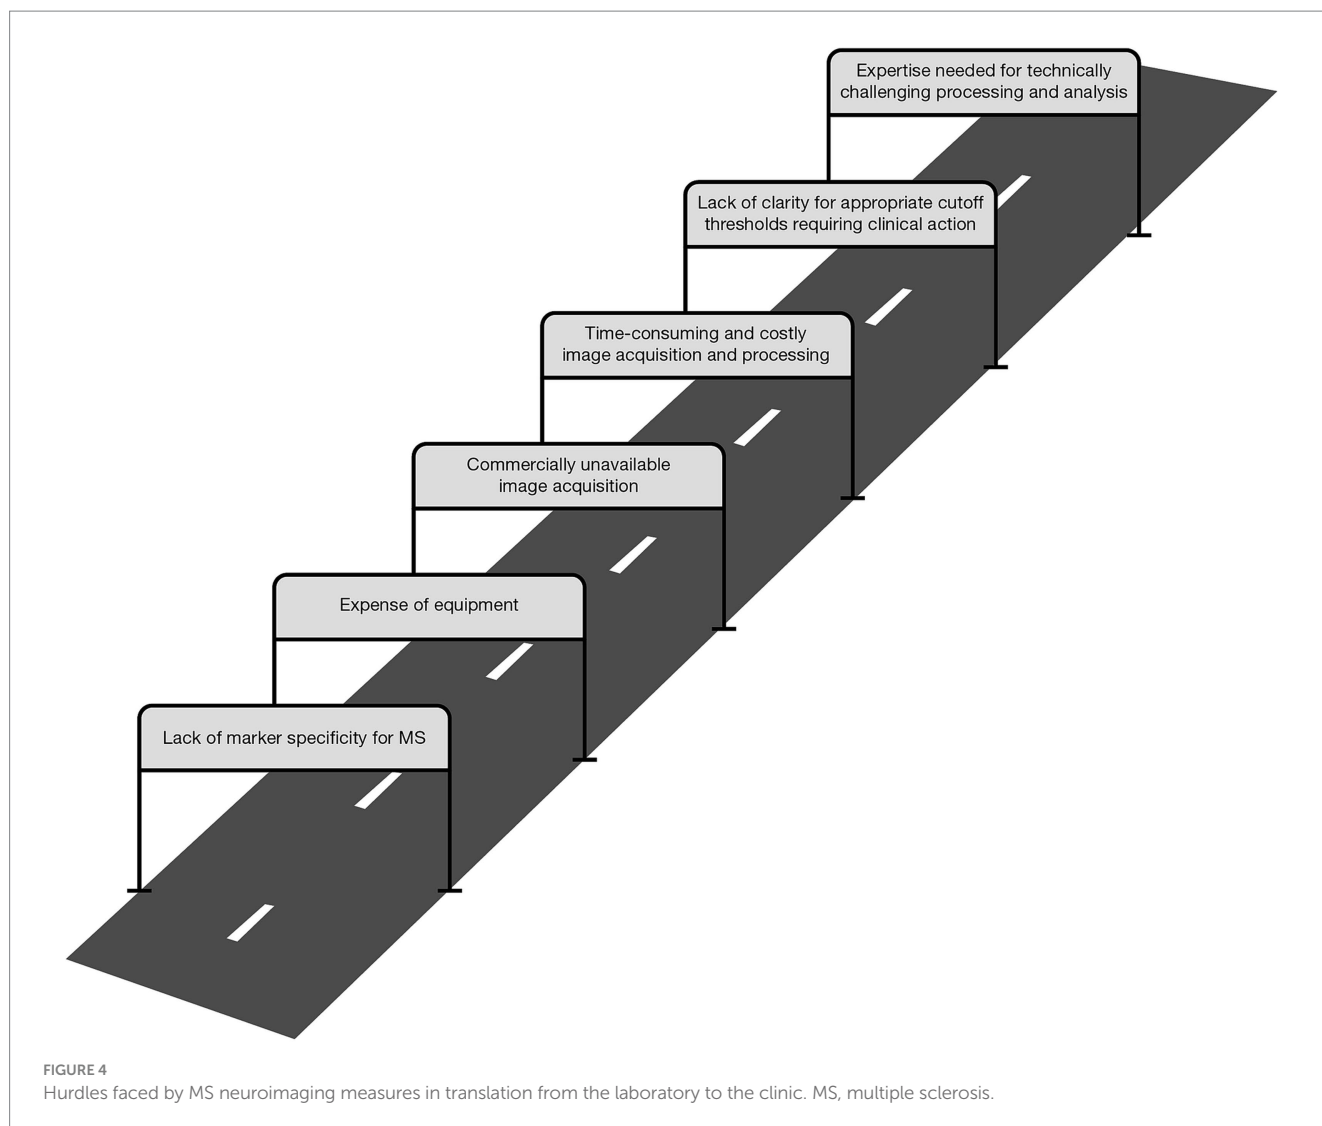 Expertise needed for technically
challenging processing and analysis
Lack of clarity for appropriate cutoff
thresholds requiring clinical action
Time-consuming and costly
image acquisition and processing
Commercially unavailable
image acquisition
Expense of equipment
Lack of marker specificity for MS
FIGURE 4
Hurdles faced by MS neuroimaging measures in translation from the laboratory to the clinic. MS, multiple sclerosis.